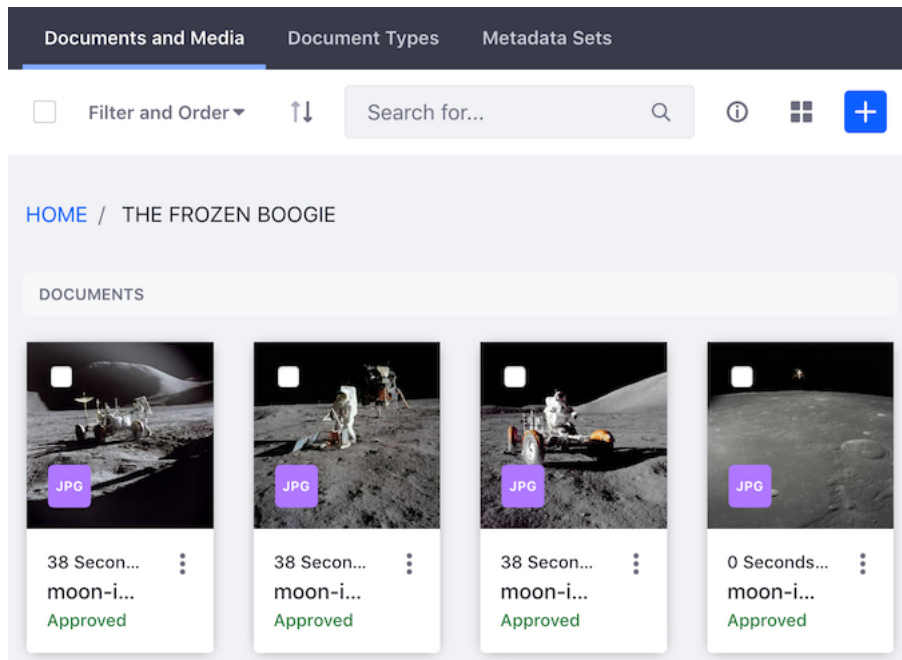 Documents and Media Document Types Metadata Sets
Filter and Order Search for...
HOME / THE FROZEN BOOGIE
DOCUMENTS
JPG JPG JPG JPG
38 Secon... 38 Secon... 38 Secon... 0 Seconds...
moon-i... moon-i... moon-i... moon-i...
Approved Approved Approved Approved